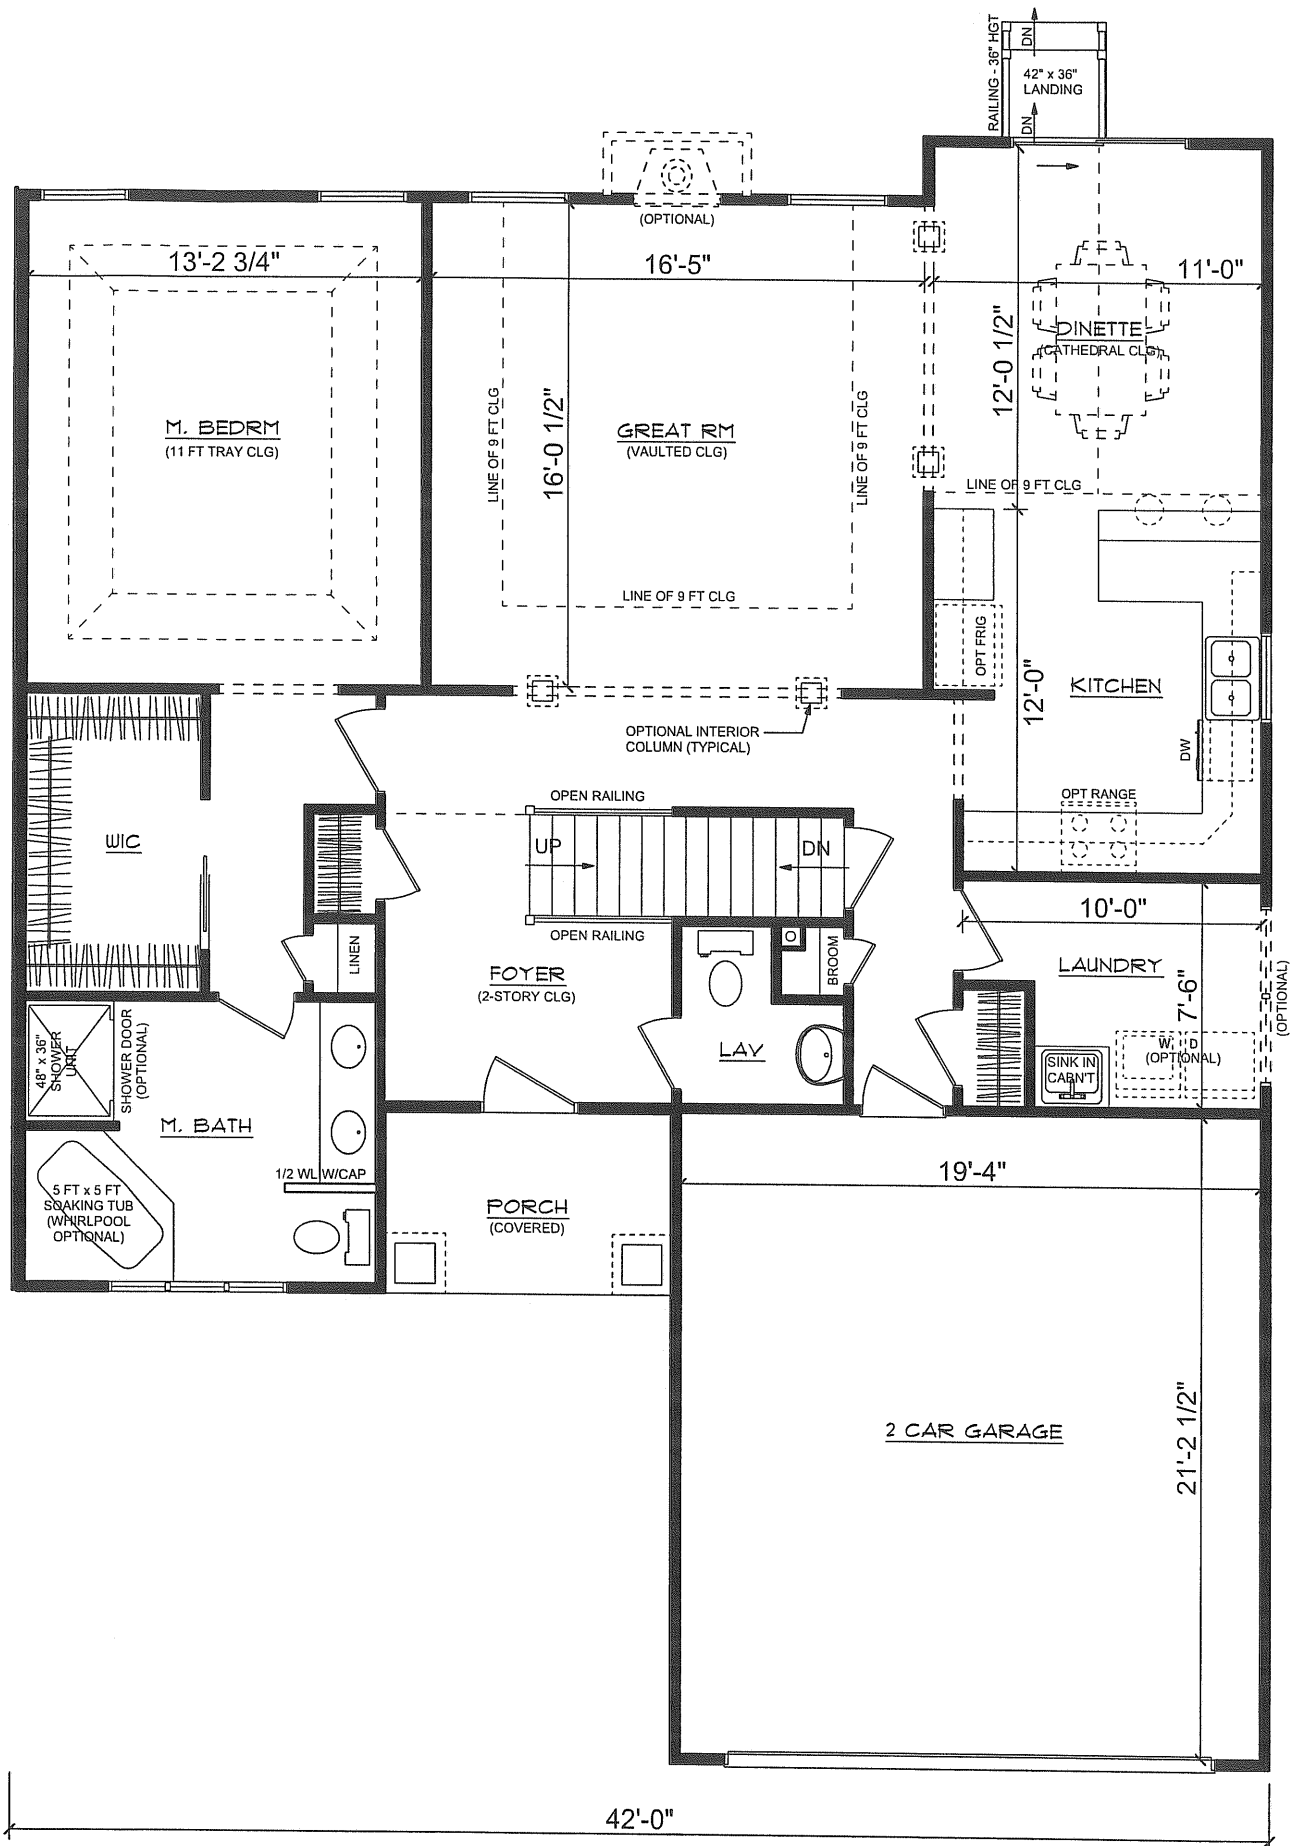 RAILING - 36" HGT
DN
42" x 36"
LANDING
DN
(OPTIONAL)
13'-2 3/4"
16'-5"
11'-0"
12'-0 1/2"
DINETTE
(CATHEDRAL CLG)
M. BEDRM
(11 FT TRAY CLG)
LINE OF 9 FT CLG
16'-0 1/2"
GREAT RM
(VAULTED CLG)
LINE OF 9 FT CLG
LINE OF 9 FT CLG
LINE OF 9 FT CLG
OPT FRIG
12'-0"
KITCHEN
OPTIONAL INTERIOR
COLUMN (TYPICAL)
DW
OPEN RAILING
OPT RANGE
WIC
UP
DN
10'-0"
OPEN RAILING
LINEN
FOYER
(2-STORY CLG)
O
BROOM
LAUNDRY
7'-6"
(OPTIONAL)
48" x 36"
SHOWER
UNIT
SHOWER DOOR
(OPTIONAL)
LAV
W D
(OPTIONAL)
SINK IN
CABN'T
M. BATH
1/2 WL W/CAP
5 FT x 5 FT
SOAKING TUB
(WHIRLPOOL
OPTIONAL)
PORCH
(COVERED)
19'-4"
2 CAR GARAGE
21'-2 1/2"
42'-0"